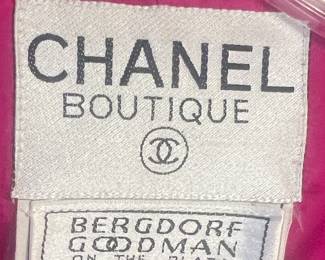 CHANEL
BOUTIQUE
BERGDORF
GOODMAN
ON THE PLAZA